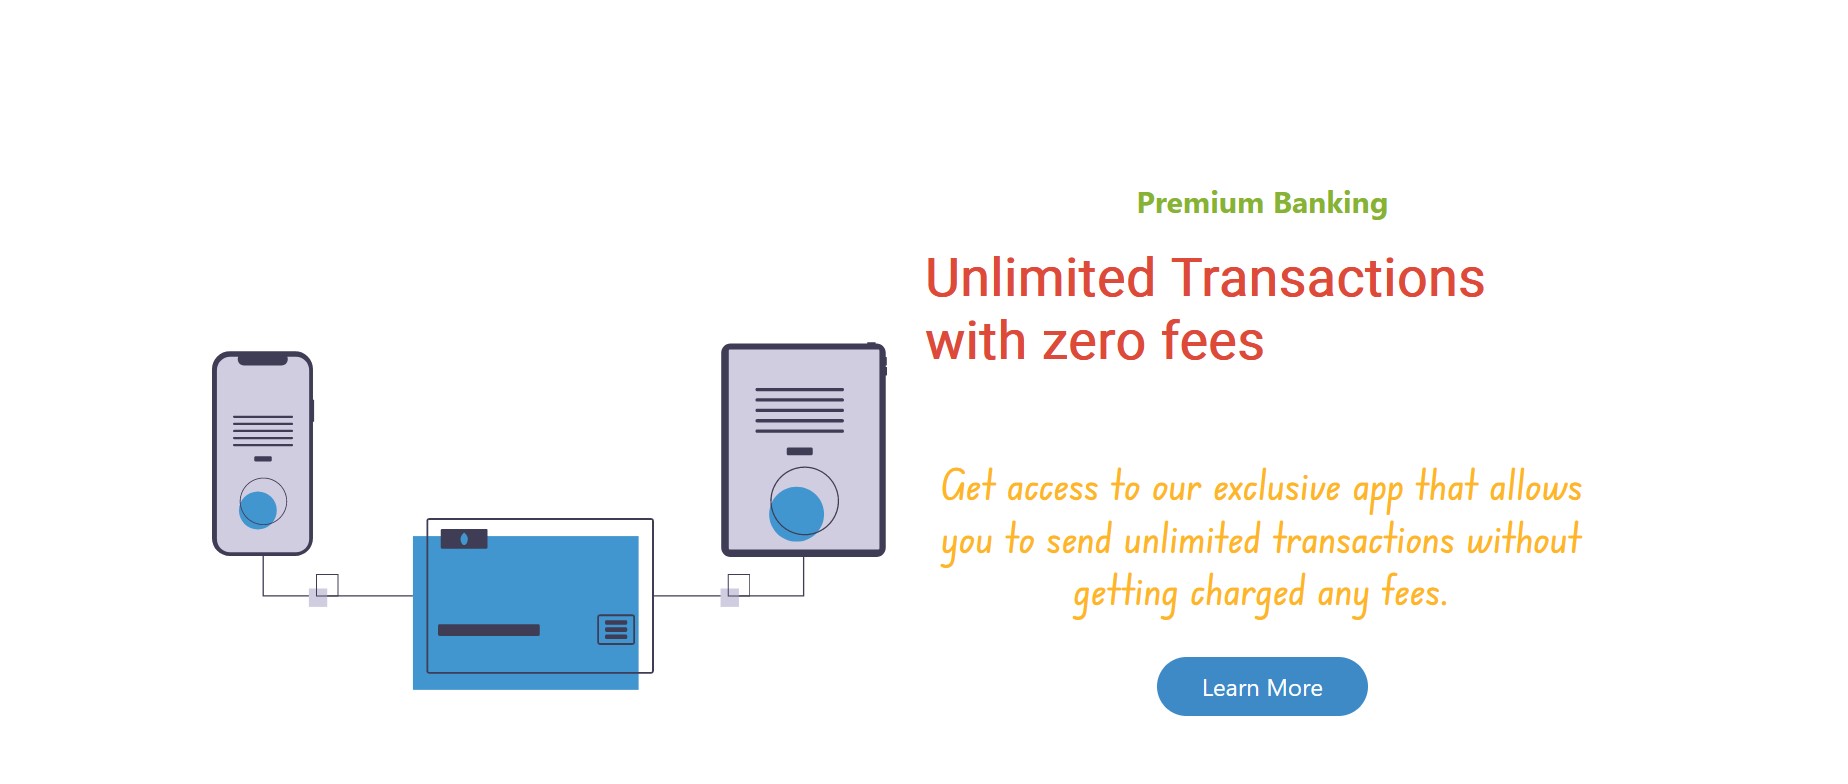 Premium Banking
Unlimited Transactions
with zero fees
Get access to our exclusive app that allows
you to send unlimited transactions without
getting charged any fees.
Learn More